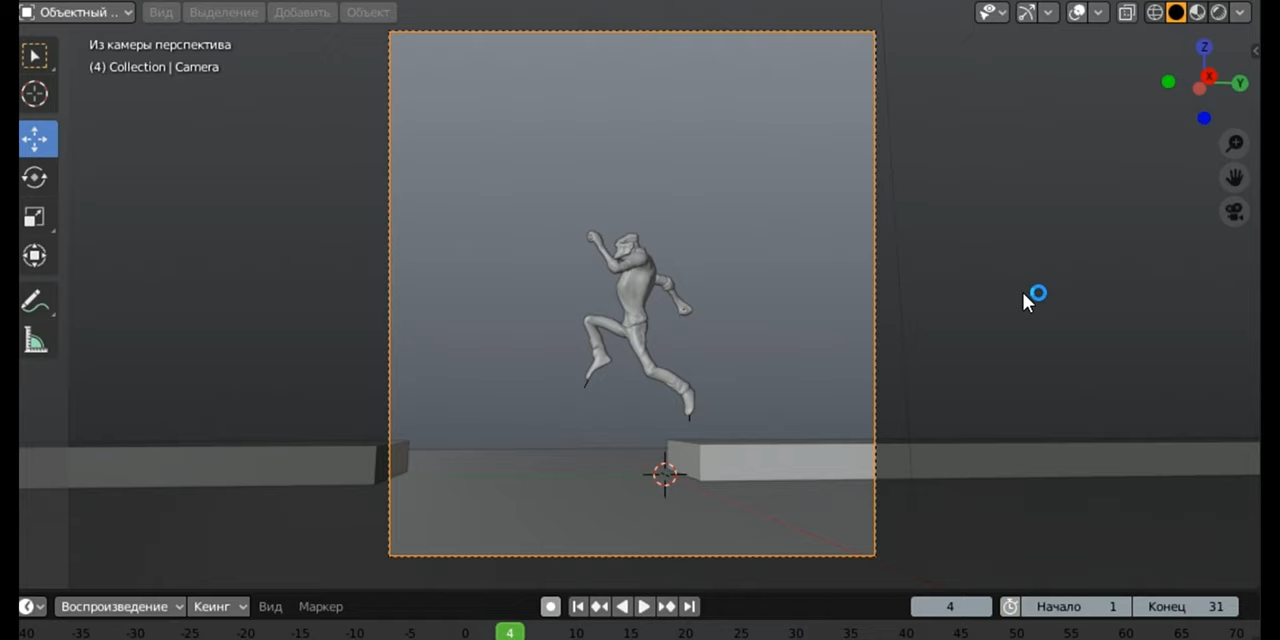 Объектный ..
Вид
Выделение
Добавить
Объект
Из камеры перспектива
(4) Collection | Camera
Z
X
Y
Воспроизведение
Кеинг
Вид
Маркер
4
Начало 1
Конец 31
40 -35 -30 -25 -20 -15 -10 -5 0 4 10 15 20 25 30 35 40 45 50 55 60 65 70